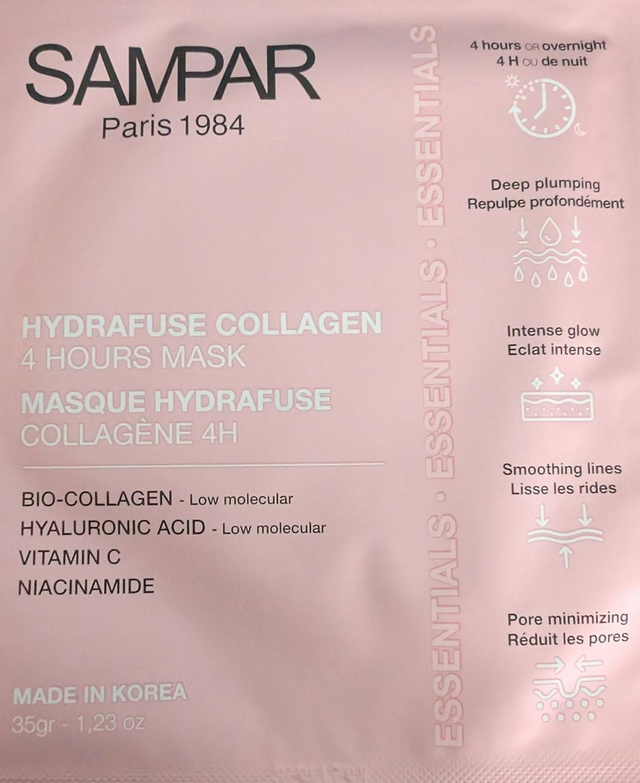 SAMPAR
Paris 1984
HYDRAFUSE COLLAGEN
4 HOURS MASK
MASQUE HYDRAFUSE
COLLAGÈNE 4H
BIO-COLLAGEN - Low molecular
HYALURONIC ACID - Low molecular
VITAMIN C
NIACINAMIDE
MADE IN KOREA
35gr - 1,23 oz
ESSENTIALS · ESSENTIALS · ESSENTIALS
4 hours OR overnight
4 H OU de nuit
Deep plumping
Repulpe profondément
Intense glow
Eclat intense
Smoothing lines
Lisse les rides
Pore minimizing
Réduit les pores